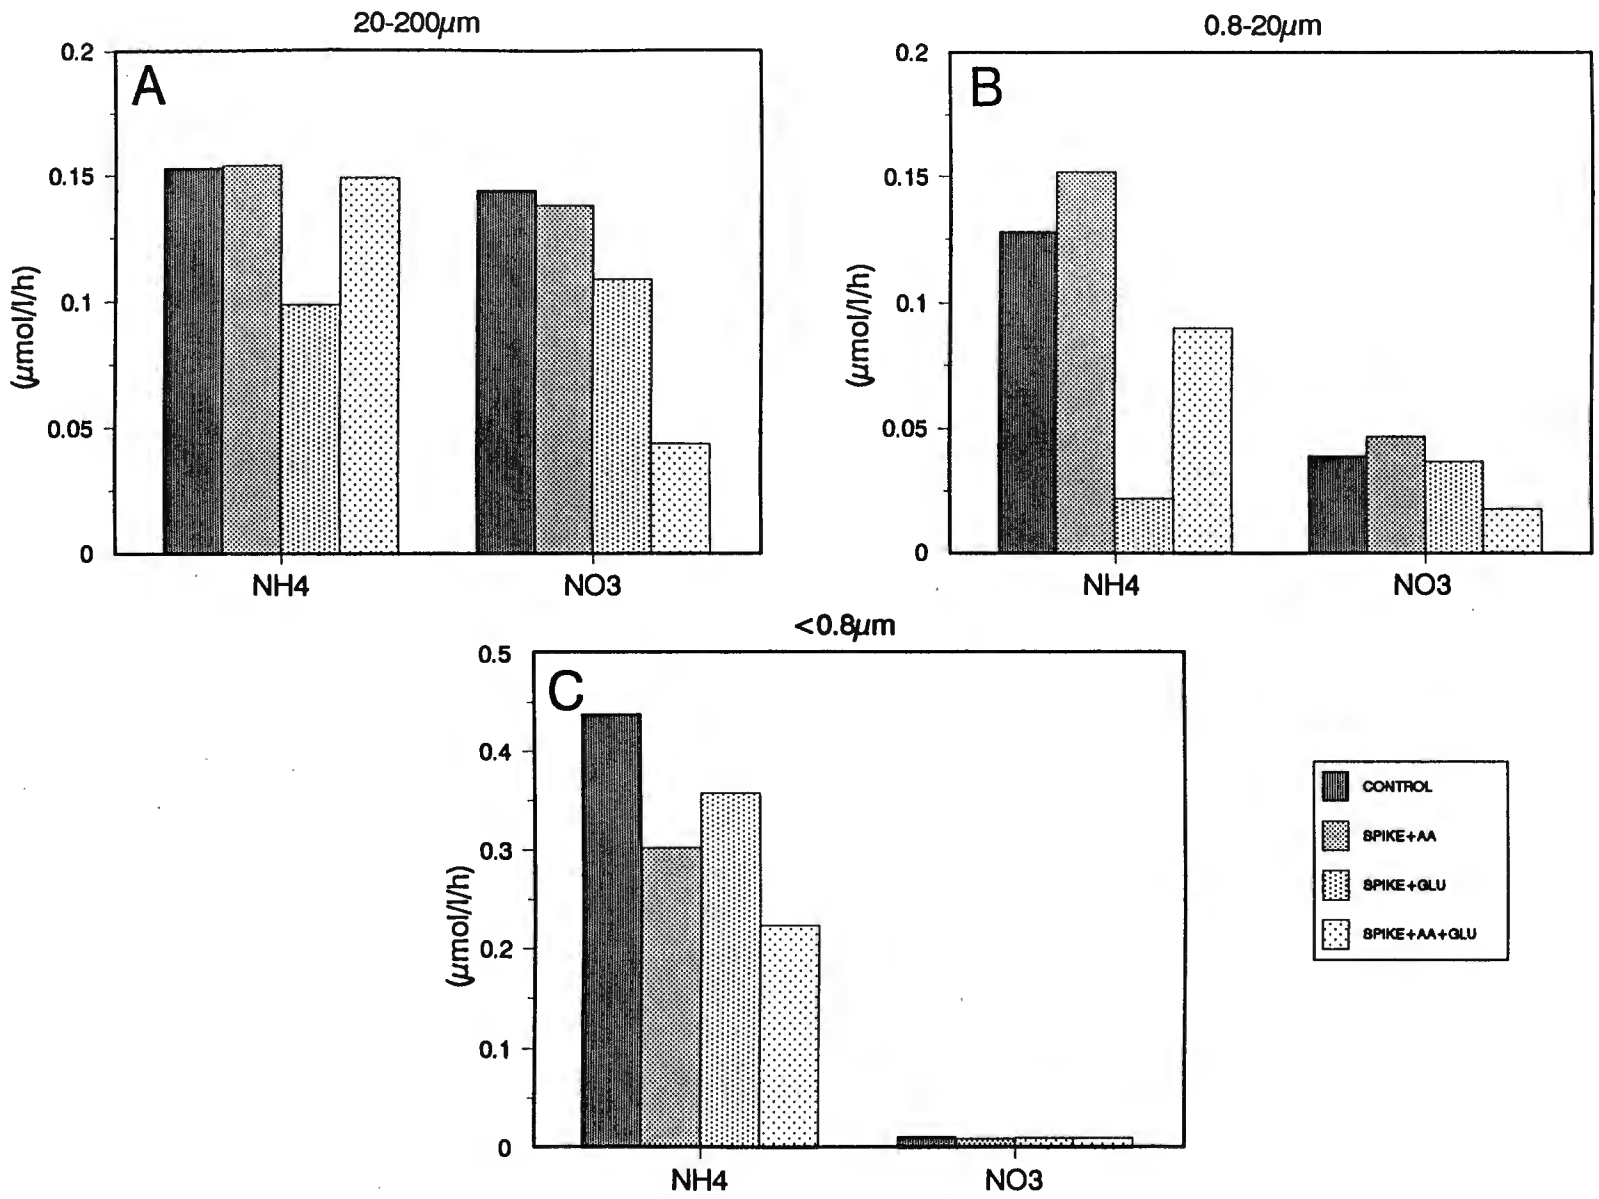 20-200µm
0.2
A
0.15
0.1
0.05
0
(µmol/l/h)
NH4 NO3
0.8-20µm
0.2
B
0.15
0.1
0.05
0
(µmol/l/h)
NH4 NO3
<0.8µm
0.5
C
0.4
0.3
0.2
0.1
0
(µmol/l/h)
NH4 NO3
CONTROL
SPIKE+AA
SPIKE+GLU
SPIKE+AA+GLU